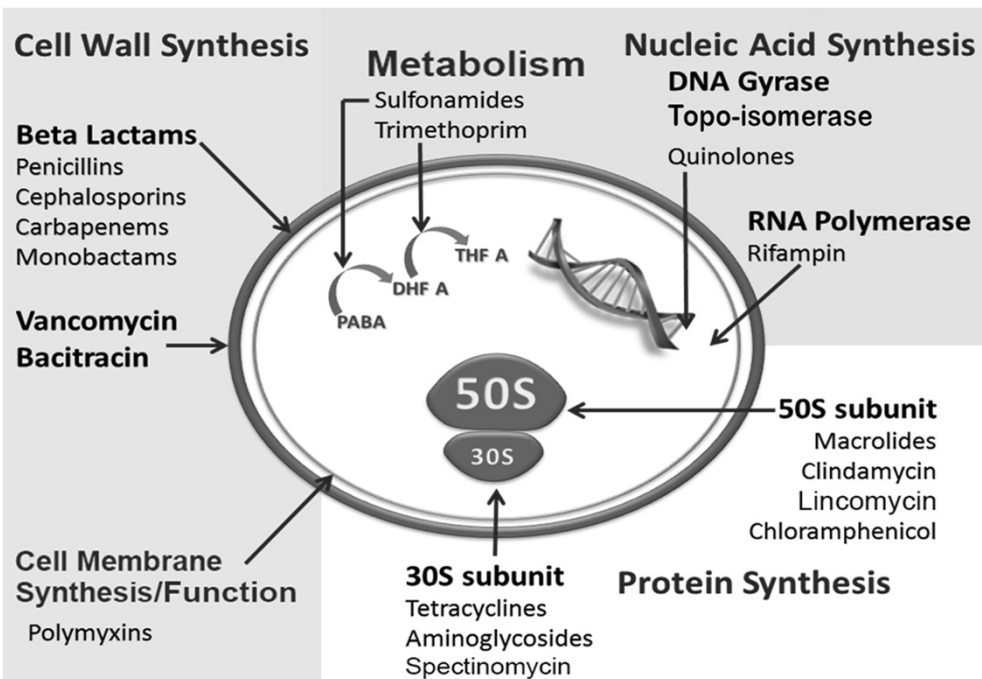 Cell Wall Synthesis
Beta Lactams
Penicillins
Cephalosporins
Carbapenems
Monobactams
Vancomycin
Bacitracin
Cell Membrane
Synthesis/Function
Polymyxins
Metabolism
Sulfonamides
Trimethoprim
THF A
DHF A
PABA
Nucleic Acid Synthesis
DNA Gyrase
Topo-isomerase
Quinolones
RNA Polymerase
Rifampin
50S
30S
50S subunit
Macrolides
Clindamycin
Lincomycin
Chloramphenicol
30S subunit
Tetracyclines
Aminoglycosides
Spectinomycin
Protein Synthesis